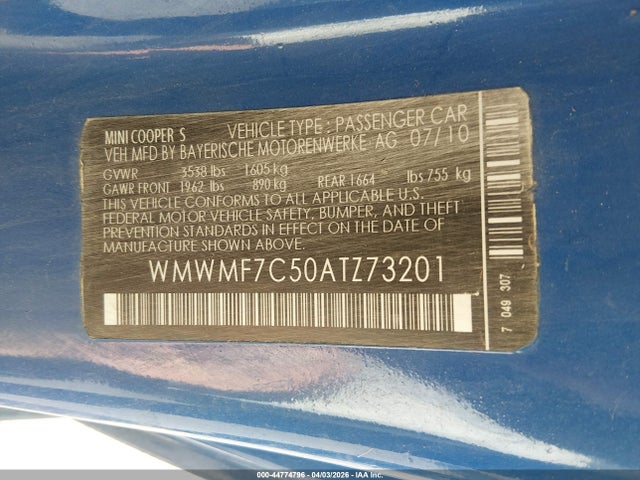 MINI COOPER S VEHICLE TYPE : PASSENGER CAR
VEH MFD BY BAYERISCHE MOTORENWERKE AG 07/10
GVWR 3538 lbs 1605 kg
GAWR FRONT 1962 lbs 890 kg REAR 1664 lbs 755 kg
THIS VEHICLE CONFORMS TO ALL APPLICABLE U.S.
FEDERAL MOTOR VEHICLE SAFETY, BUMPER, AND THEFT
PREVENTION STANDARDS IN EFFECT ON THE DATE OF
MANUFACTURE SHOWN ABOVE.
WMWMF7C50ATZ73201
7 049 307
000-44774796 - 04/03/2026 - IAA Inc.